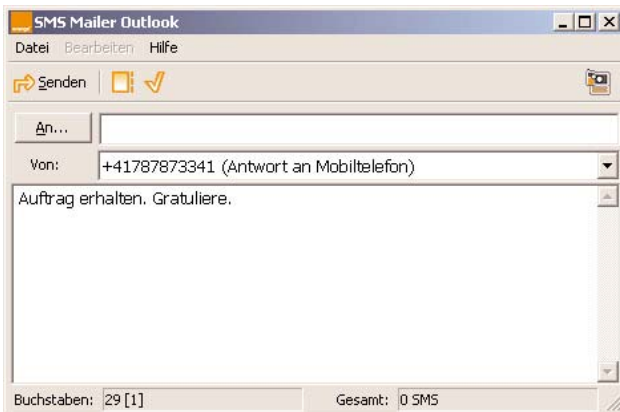 SMS Mailer Outlook
Datei Bearbeiten Hilfe
Senden
An...
Von: +41787873341 (Antwort an Mobiltelefon)
Auftrag erhalten. Gratuliere.
Buchstaben: 29 [1] Gesamt: 0 SMS